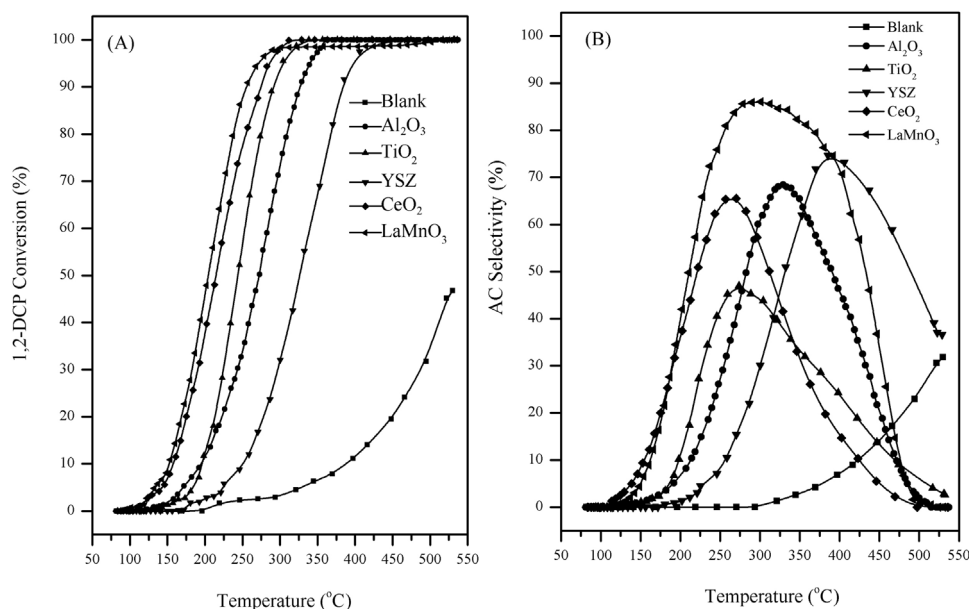 (A)
100
90
80
70
60
50
40
30
20
10
0
1,2-DCP Conversion (%)
Blank
Al₂O₃
TiO₂
YSZ
CeO₂
LaMnO₃
50 100 150 200 250 300 350 400 450 500 550
Temperature (°C)
(B)
100
90
80
70
60
50
40
30
20
10
0
AC Selectivity (%)
Blank
Al₂O₃
TiO₂
YSZ
CeO₂
LaMnO₃
50 100 150 200 250 300 350 400 450 500 550
Temperature (°C)